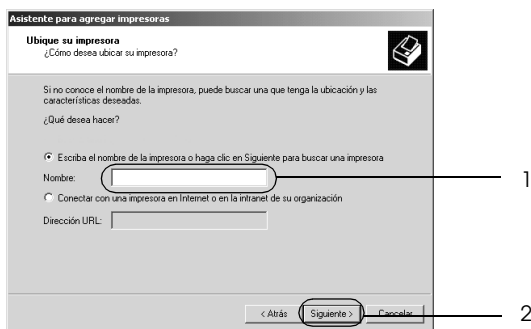 Asistente para agregar impresoras
Ubique su impresora
¿Cómo desea ubicar su impresora?
Si no conoce el nombre de la impresora, puede buscar una que tenga la ubicación y las
características deseadas.
¿Qué desea hacer?
Escriba el nombre de la impresora o haga clic en Siguiente para buscar una impresora
Nombre:
1
Conectar con una impresora en Internet o en la intranet de su organización
Dirección URL:
< Atrás Siguiente > Cancelar
2